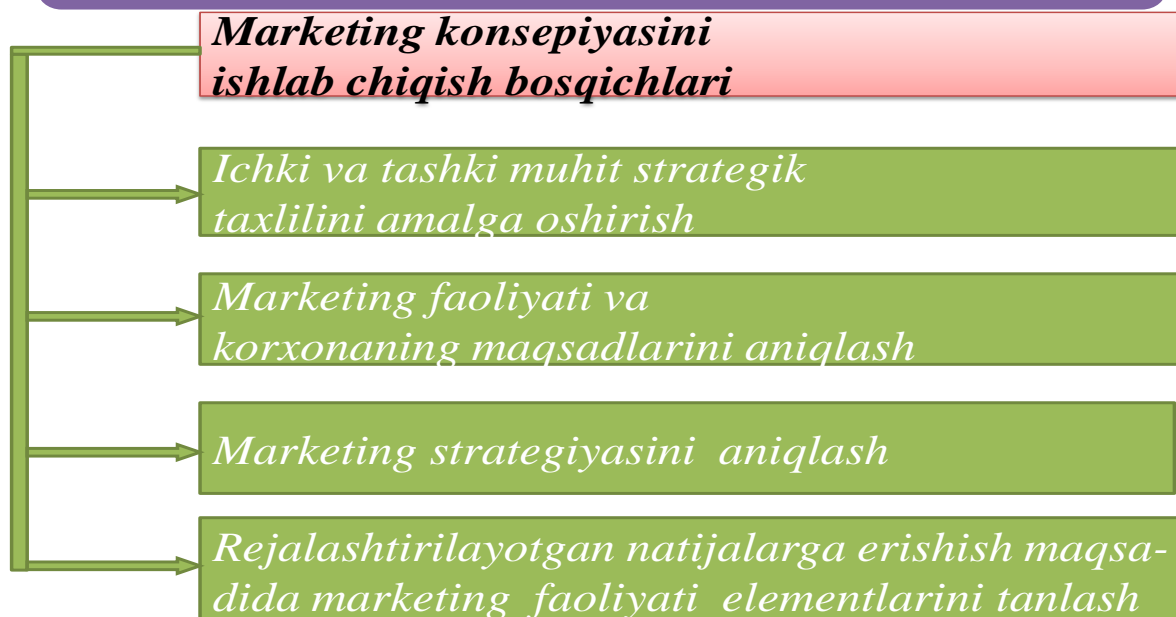 Marketing konsepiyasini
ishlab chiqish bosqichlari
Ichki va tashki muhit strategik
taxlilini amalga oshirish
Marketing faoliyati va
korxonaning maqsadlarini aniqlash
Marketing strategiyasini aniqlash
Rejalashtirilayotgan natijalarga erishish maqsa-
dida marketing faoliyati elementlarini tanlash